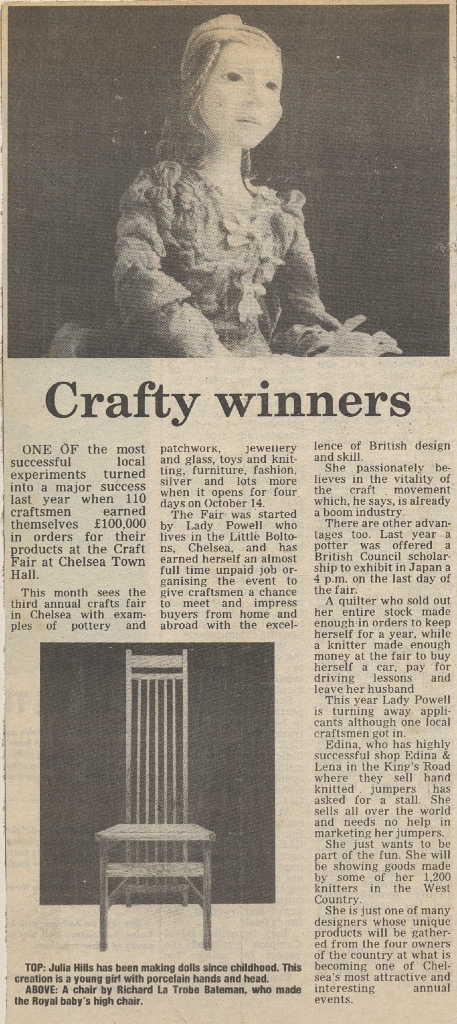 Crafty winners
ONE OF the most
successful local
experiments turned
into a major success
last year when 110
craftsmen earned
themselves £100,000
in orders for their
products at the Craft
Fair at Chelsea Town
Hall.
This month sees the
third annual crafts fair
in Chelsea with exam-
ples of pottery and
patchwork, jewellery
and glass, toys and knit-
ting, furniture, fashion,
silver and lots more
when it opens for four
days on October 14.
The Fair was started
by Lady Powell who
lives in the Little Bolto-
ns, Chelsea, and has
earned herself an almost
full time unpaid job or-
ganising the event to
give craftsmen a chance
to meet and impress
buyers from home and
abroad with the excel-
lence of British design
and skill.
She passionately be-
lieves in the vitality of
the craft movement
which, he says, is already
a boom industry.
There are other advan-
tages too. Last year a
potter was offered a
British Council scholar-
ship to exhibit in Japan a
4 p.m. on the last day of
the fair.
A quilter who sold out
her entire stock made
enough in orders to keep
herself for a year, while
a knitter made enough
money at the fair to buy
herself a car, pay for
driving lessons and
leave her husband
This year Lady Powell
is turning away appli-
cants although one local
craftsmen got in.
Edina, who has highly
successful shop Edina &
Lena in the King's Road
where they sell hand
knitted jumpers has
asked for a stall. She
sells all over the world
and needs no help in
marketing her jumpers.
She just wants to be
part of the fun. She will
be showing goods made
by some of her 1,200
knitters in the West
Country.
She is just one of many
designers whose unique
products will be gather-
ed from the four owners
of the country at what is
becoming one of Chel-
sea's most attractive and
interesting annual
events.
TOP: Julia Hills has been making dolls since childhood. This
creation is a young girl with porcelain hands and head.
ABOVE: A chair by Richard La Trobe Bateman, who made
the Royal baby's high chair.